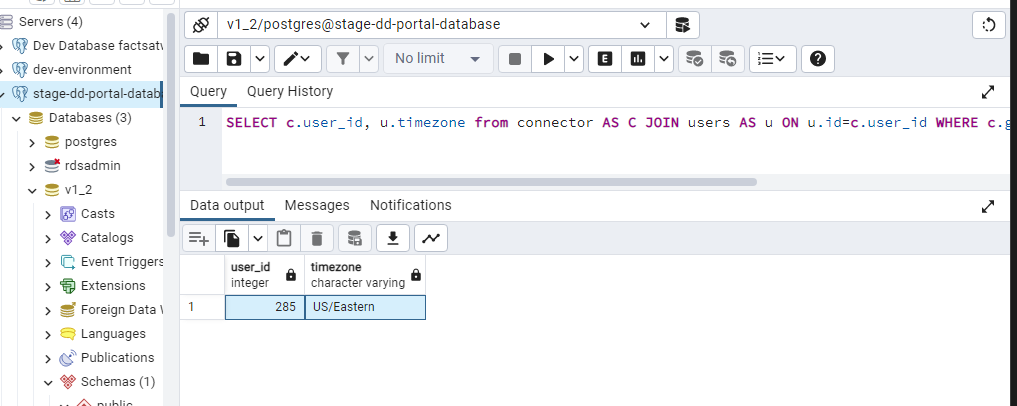 Servers (4)
Dev Database factsatw
dev-environment
stage-dd-portal-datab
Databases (3)
postgres
rdsadmin
v1_2
Casts
Catalogs
Event Triggers
Extensions
Foreign Data W
Languages
Publications
Schemas (1)
public
v1_2/postgres@stage-dd-portal-database
No limit
E
Query
Query History
1
SELECT c.user_id, u.timezone from connector AS C JOIN users AS u ON u.id=c.user_id WHERE c.g
Data output
Messages
Notifications
user_id
integer
timezone
character varying
1
285
US/Eastern